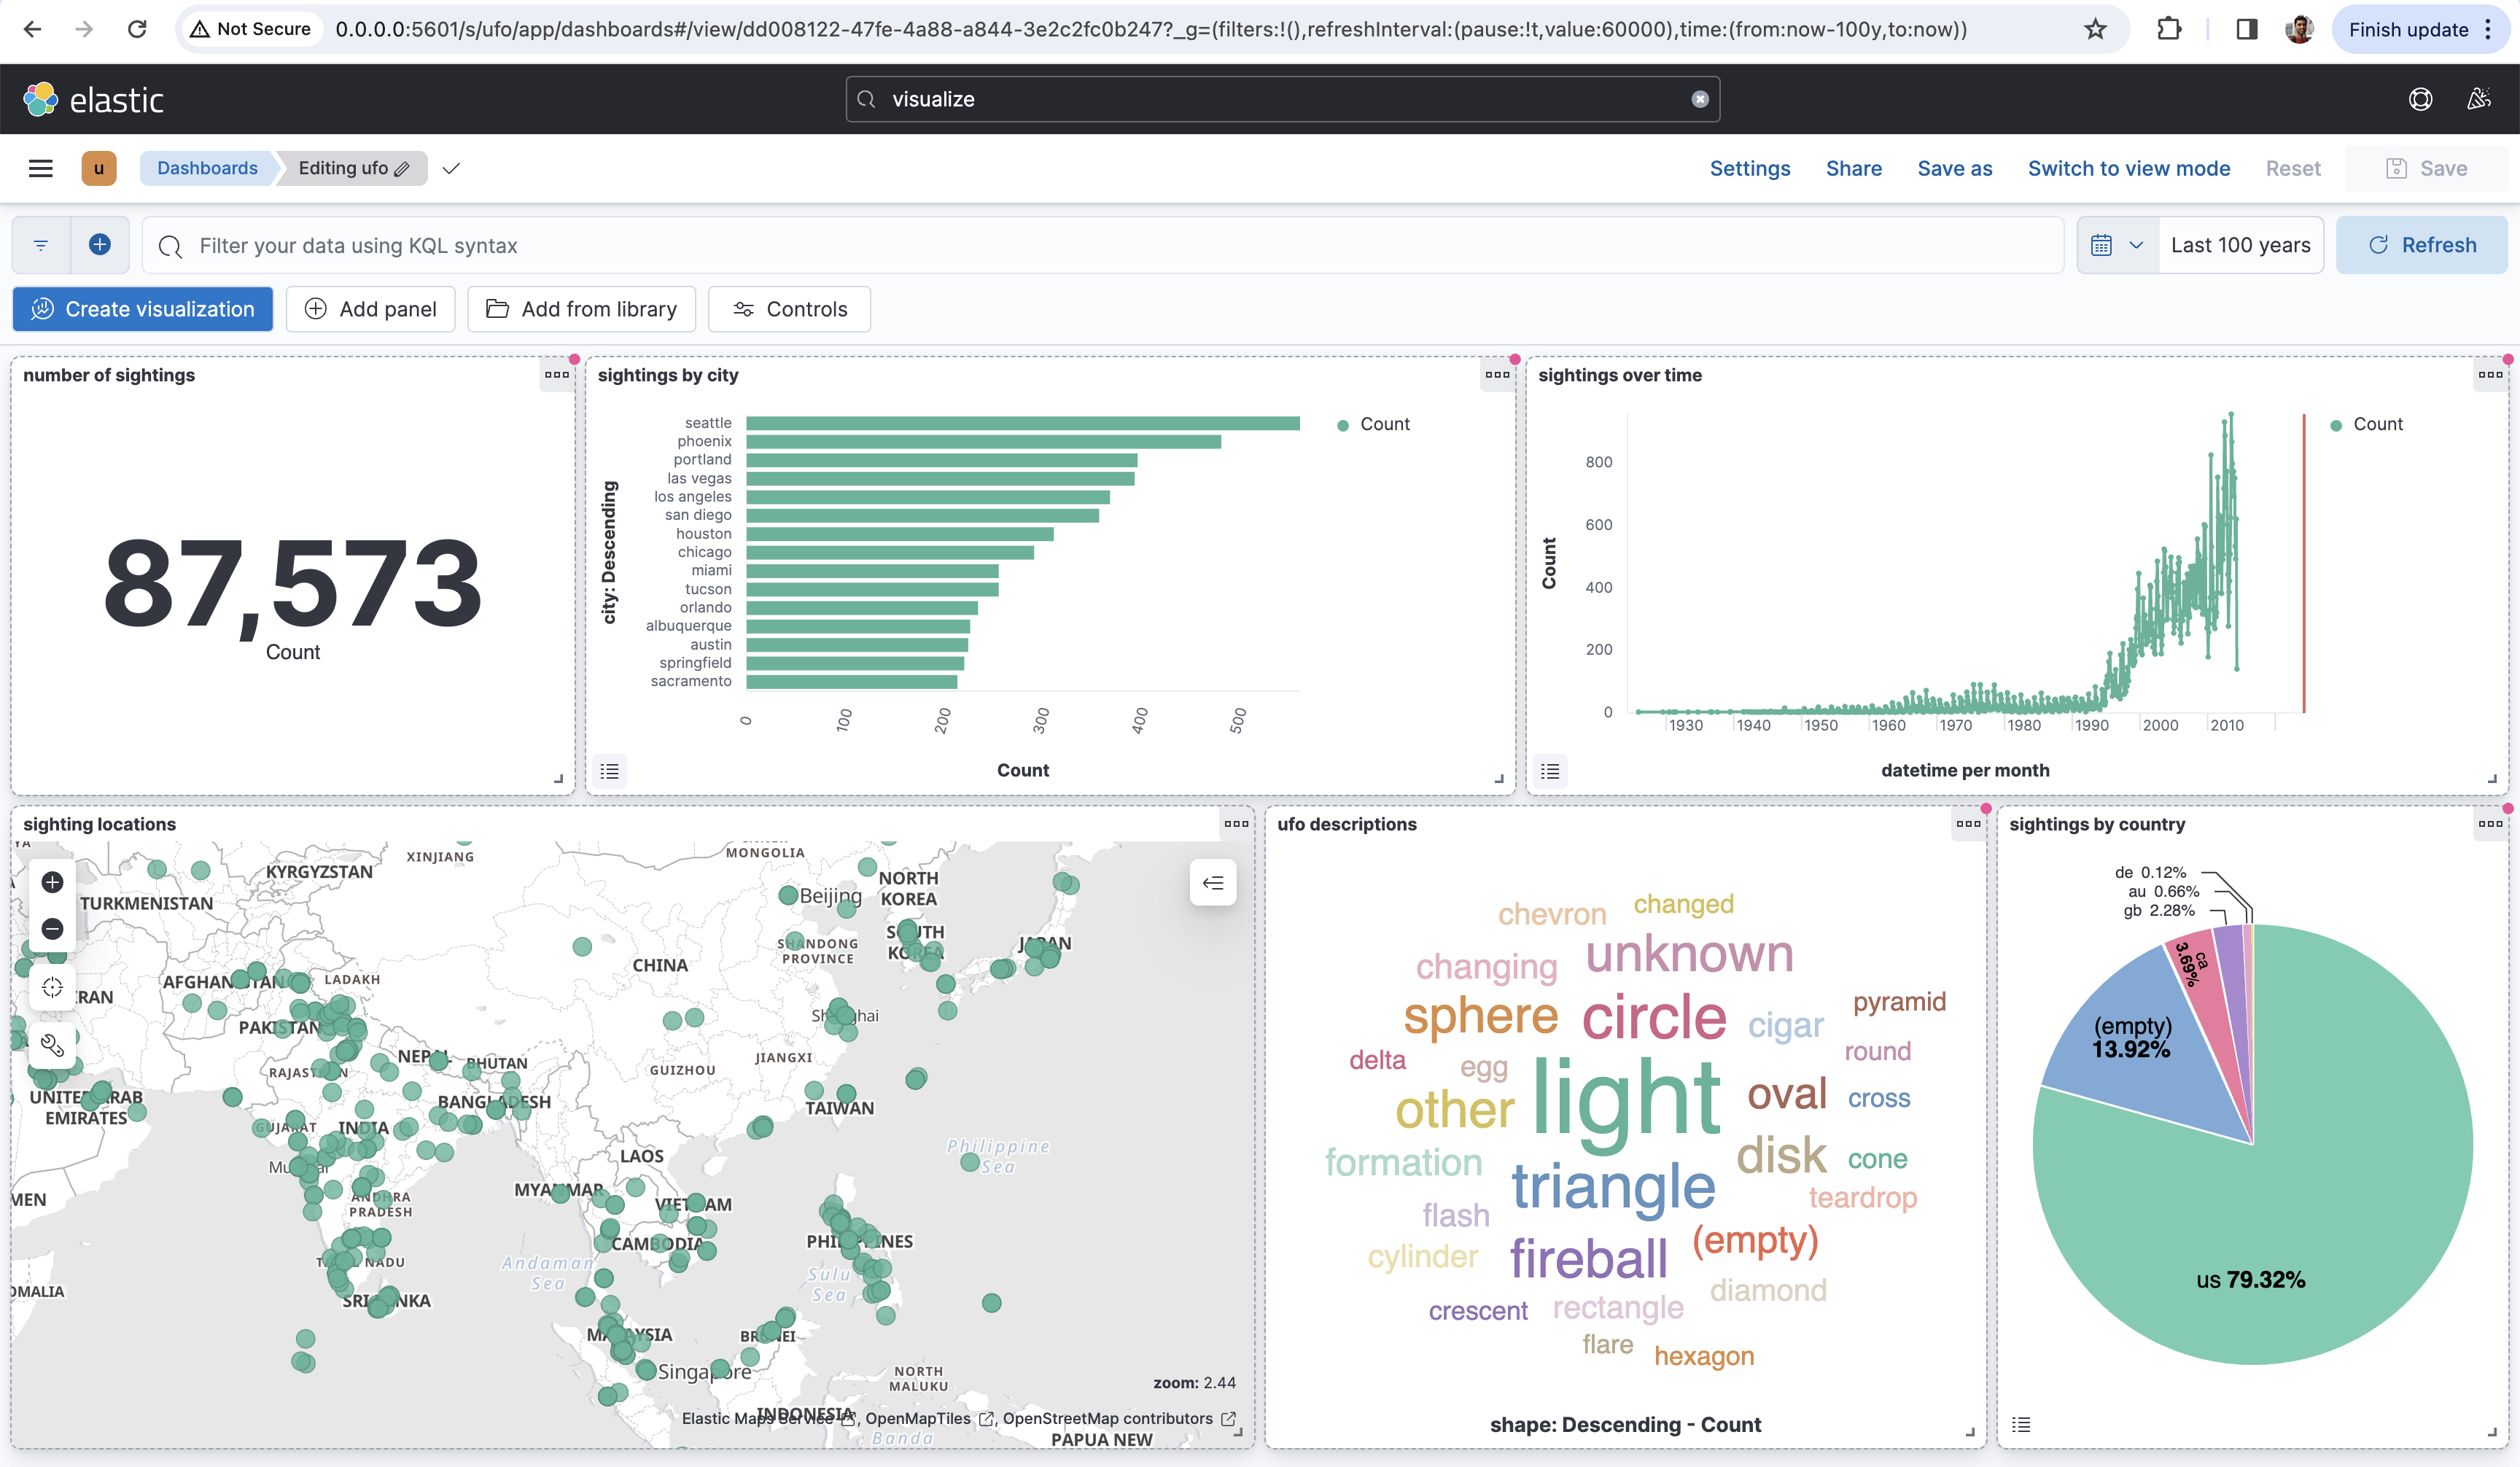 Not Secure
0.0.0.0:5601/s/ufo/app/dashboards#/view/dd008122-47fe-4a88-a844-3e2c2fc0b247?_g=(filters:!(),refreshInterval:(pause:!t,value:60000),time:(from:now-100y,to:now))
Finish update
elastic
visualize
u
Dashboards
Editing ufo
Settings
Share
Save as
Switch to view mode
Reset
Save
Filter your data using KQL syntax
Last 100 years
Refresh
Create visualization
Add panel
Add from library
Controls
number of sightings
87,573
Count
sightings by city
city: Descending
seattle
phoenix
portland
las vegas
los angeles
san diego
houston
chicago
miami
tucson
orlando
albuquerque
austin
springfield
sacramento
0
100
200
300
400
500
Count
Count
sightings over time
Count
800
600
400
200
0
1930
1940
1950
1960
1970
1980
1990
2000
2010
datetime per month
Count
sighting locations
XINJIANG
MONGOLIA
KYRGYZSTAN
TURKMENISTAN
Beijing
NORTH
KOREA
SOUTH
KOREA
JAPAN
SHANDONG
PROVINCE
CHINA
AFGHANISTAN
LADAKH
IRAN
PAKISTAN
Shanghai
NEPAL
BHUTAN
JIANGXI
GUIZHOU
RAJASTHAN
UNITED ARAB
EMIRATES
BANGLADESH
TAIWAN
GUJARAT
INDIA
Philippine
Sea
LAOS
Mumbai
MYANMAR
ANDHRA
PRADESH
VIETNAM
MEN
PHILIPPINES
CAMBODIA
TAMIL NADU
Andaman
Sea
Sulu
Sea
OMALIA
SRI LANKA
MALAYSIA
BRUNEI
Singapore
NORTH
MALUKU
zoom: 2.44
INDONESIA
Elastic Maps Service , OpenMapTiles , OpenStreetMap contributors
Banda
PAPUA NEW
ufo descriptions
chevron
changed
changing
unknown
sphere
circle
cigar
pyramid
delta
egg
round
other
light
oval
cross
formation
triangle
disk
cone
flash
teardrop
cylinder
fireball
(empty)
crescent
rectangle
diamond
flare
hexagon
shape: Descending - Count
sightings by country
de 0.12%
au 0.66%
gb 2.28%
ca
3.69%
(empty)
13.92%
us 79.32%